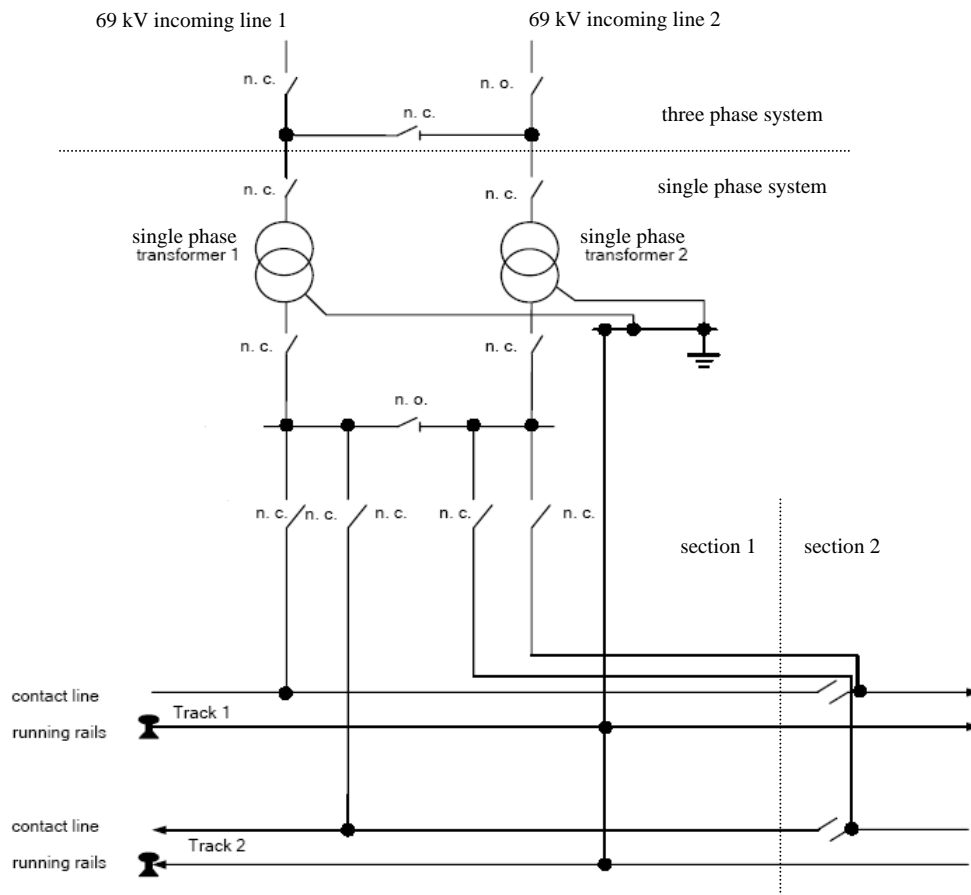 69 kV incoming line 1
69 kV incoming line 2
n. c.
n. o.
n. c.
three phase system
n. c.
n. c.
single phase system
single phase
transformer 1
single phase
transformer 2
n. c.
n. c.
n. o.
n. c.
n. c.
n. c.
n. c.
n. c.
section 1
section 2
contact line
Track 1
running rails
contact line
Track 2
running rails